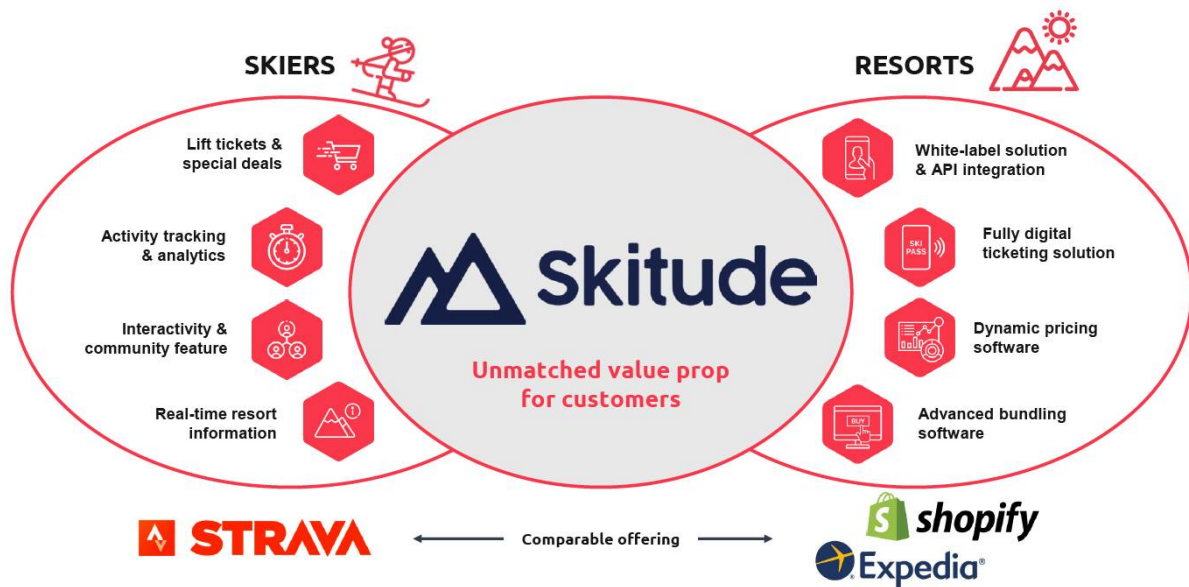 SKIERS
RESORTS
Lift tickets &
special deals
Activity tracking
& analytics
Interactivity &
community feature
Real-time resort
information
Skitude
Unmatched value prop
for customers
White-label solution
& API integration
SKI
PASS
Fully digital
ticketing solution
Dynamic pricing
software
BUY
Advanced bundling
software
STRAVA
Comparable offering
S shopify
Expedia®